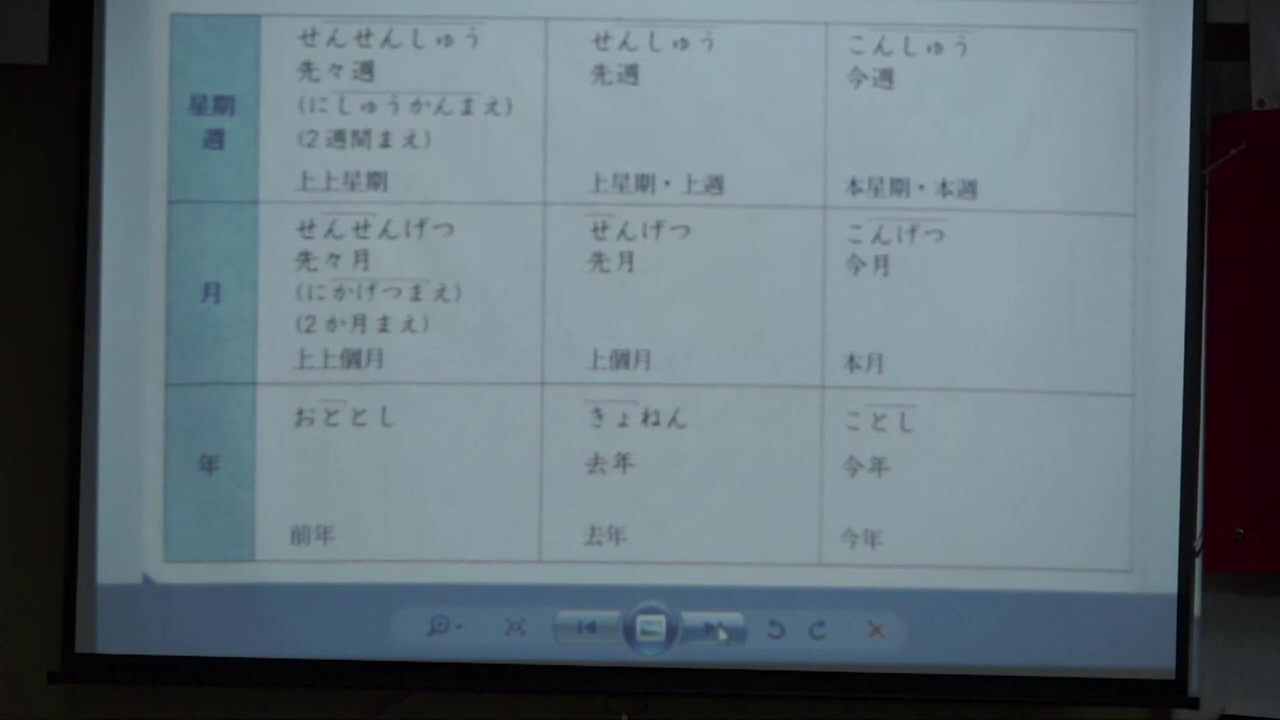 星期
週
せんせんしゅう
先々週
(にしゅうかんまえ)
(2週間まえ)
上上星期
せんしゅう
先週
上星期・上週
こんしゅう
今週
本星期・本週
月
せんせんげつ
先々月
(にかげつまえ)
(2か月まえ)
上上個月
せんげつ
先月
上個月
こんげつ
今月
本月
年
おととし
前年
きょねん
去年
去年
ことし
今年
今年